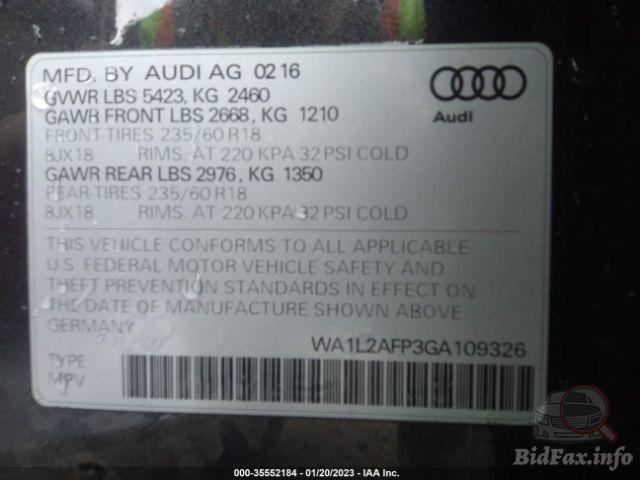 MFD. BY AUDI AG 02 16
GVWR LBS 5423, KG 2460
GAWR FRONT LBS 2668, KG 1210
FRONT-TIRES 235/60 R18
8JX18 RIMS, AT 220 KPA 32 PSI COLD
GAWR REAR LBS 2976, KG 1350
REAR-TIRES 235/60 R18
8JX18 RIMS, AT 220 KPA 32 PSI COLD
Audi
THIS VEHICLE CONFORMS TO ALL APPLICABLE
U.S. FEDERAL MOTOR VEHICLE SAFETY AND
THEFT PREVENTION STANDARDS IN EFFECT ON
THE DATE OF MANUFACTURE SHOWN ABOVE
GERMANY
WA1L2AFP3GA109326
TYPE
MPV
BidFax.info
000-35552184 - 01/20/2023 - IAA Inc.